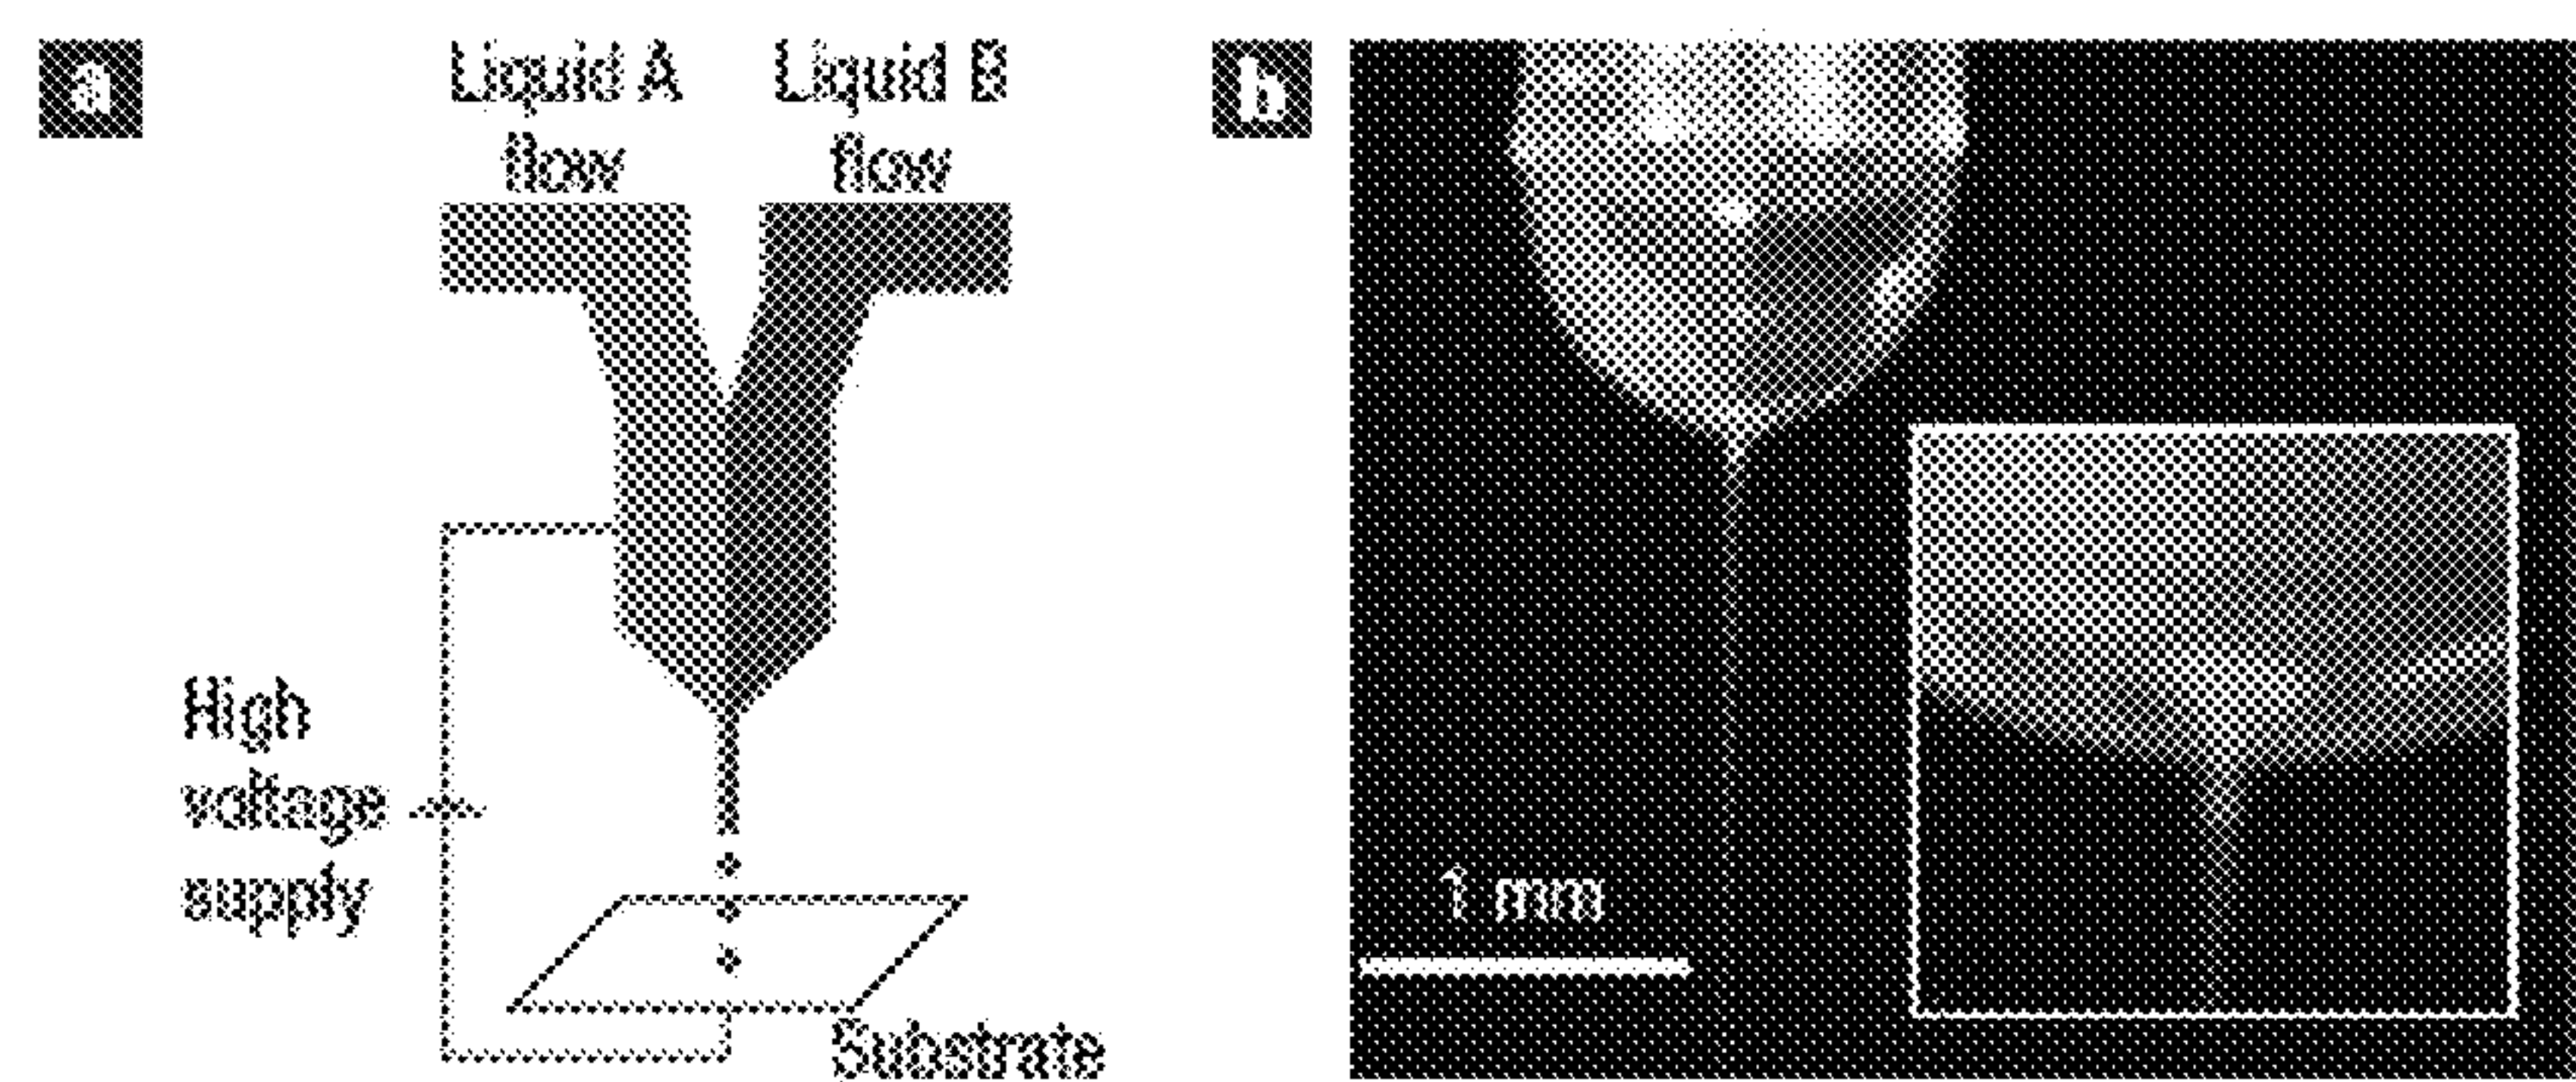 a
Liquid A
flow
Liquid B
flow
High
voltage
supply
Substrate
b
1 mm